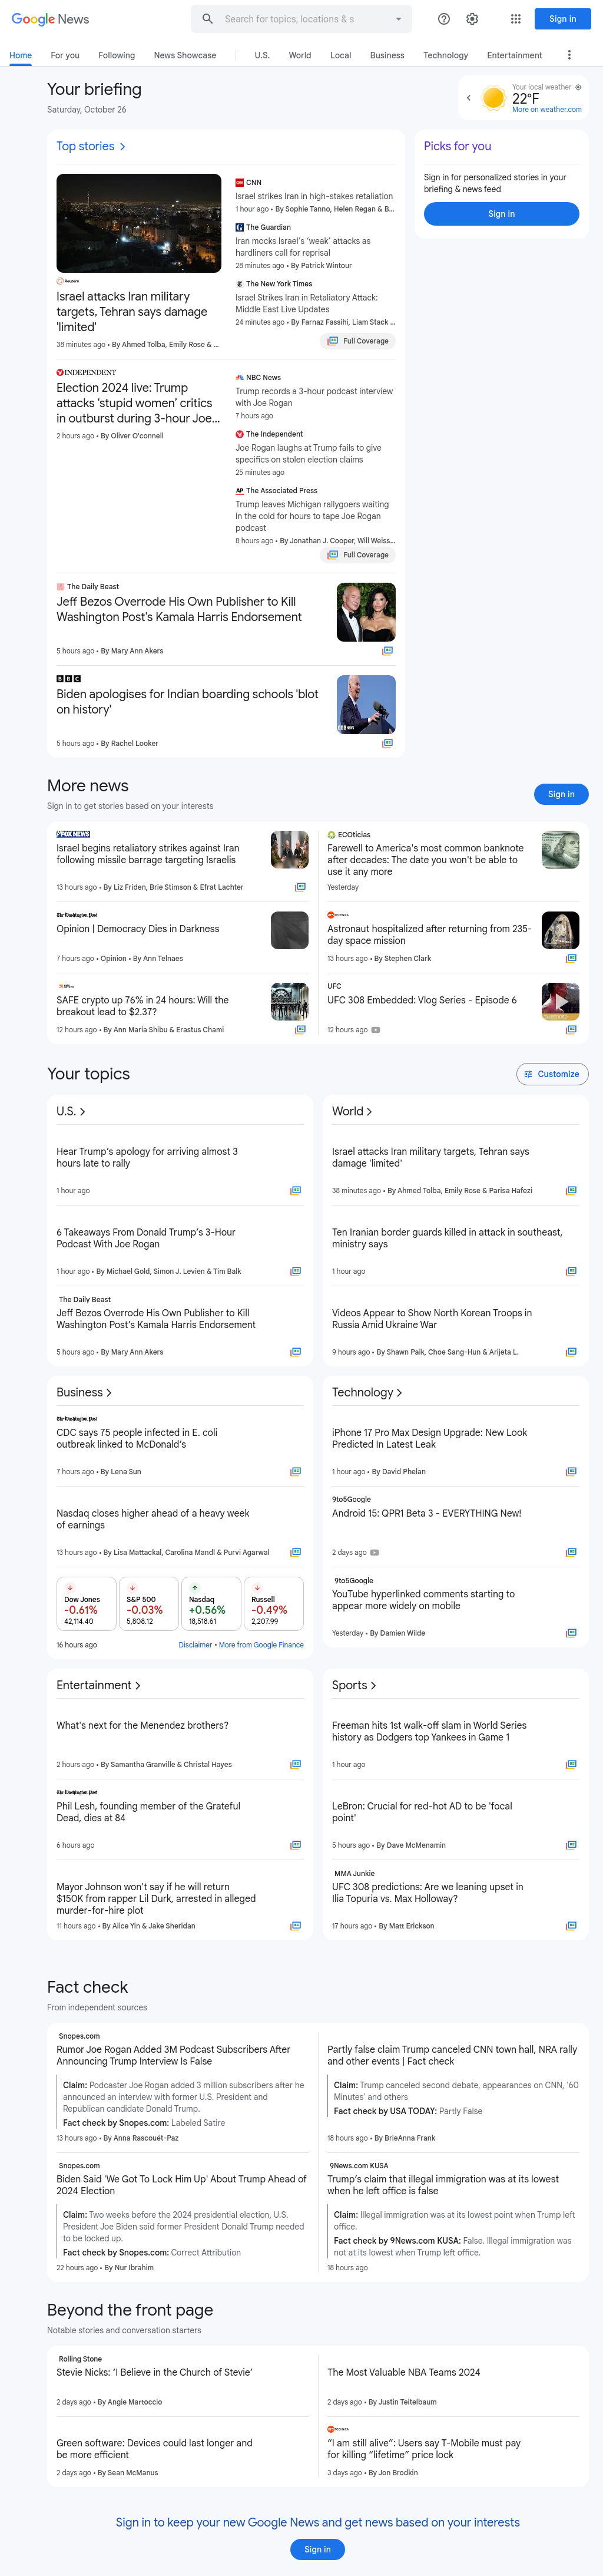 Google News
Search for topics, locations & s
Sign in
Home
For you
Following
News Showcase
U.S.
World
Local
Business
Technology
Entertainment
Your briefing
Saturday, October 26
Your local weather
22°F
More on weather.com
Top stories
Picks for you
Sign in for personalized stories in your
briefing & news feed
Sign in
Reuters
Israel attacks Iran military
targets, Tehran says damage
'limited'
38 minutes ago • By Ahmed Tolba, Emily Rose & ...
CNN
Israel strikes Iran in high-stakes retaliation
1 hour ago • By Sophie Tanno, Helen Regan & B...
The Guardian
Iran mocks Israel's 'weak' attacks as
hardliners call for reprisal
28 minutes ago • By Patrick Wintour
The New York Times
Israel Strikes Iran in Retaliatory Attack:
Middle East Live Updates
24 minutes ago • By Farnaz Fassihi, Liam Stack ...
Full Coverage
INDEPENDENT
Election 2024 live: Trump
attacks 'stupid women' critics
in outburst during 3-hour Joe...
2 hours ago • By Oliver O'connell
NBC News
Trump records a 3-hour podcast interview
with Joe Rogan
7 hours ago
The Independent
Joe Rogan laughs at Trump fails to give
specifics on stolen election claims
25 minutes ago
AP The Associated Press
Trump leaves Michigan rallygoers waiting
in the cold for hours to tape Joe Rogan
podcast
8 hours ago • By Jonathan J. Cooper, Will Weiss...
Full Coverage
The Daily Beast
Jeff Bezos Overrode His Own Publisher to Kill
Washington Post's Kamala Harris Endorsement
5 hours ago • By Mary Ann Akers
BBC
Biden apologises for Indian boarding schools 'blot
on history'
5 hours ago • By Rachel Looker
More news
Sign in to get stories based on your interests
Sign in
FOX NEWS
Israel begins retaliatory strikes against Iran
following missile barrage targeting Israelis
13 hours ago • By Liz Friden, Brie Stimson & Efrat Lachter
ECOticias
Farewell to America's most common banknote
after decades: The date you won't be able to
use it any more
Yesterday
The Washington Post
Opinion | Democracy Dies in Darkness
7 hours ago • Opinion • By Ann Telnaes
Astronaut hospitalized after returning from 235-
day space mission
13 hours ago • By Stephen Clark
SAFE crypto up 76% in 24 hours: Will the
breakout lead to $2.37?
12 hours ago • By Ann Maria Shibu & Erastus Chami
UFC
UFC 308 Embedded: Vlog Series - Episode 6
12 hours ago
Your topics
Customize
U.S.
Hear Trump's apology for arriving almost 3
hours late to rally
1 hour ago
6 Takeaways From Donald Trump's 3-Hour
Podcast With Joe Rogan
1 hour ago • By Michael Gold, Simon J. Levien & Tim Balk
The Daily Beast
Jeff Bezos Overrode His Own Publisher to Kill
Washington Post's Kamala Harris Endorsement
5 hours ago • By Mary Ann Akers
World
Israel attacks Iran military targets, Tehran says
damage 'limited'
38 minutes ago • By Ahmed Tolba, Emily Rose & Parisa Hafezi
Ten Iranian border guards killed in attack in southeast,
ministry says
1 hour ago
Videos Appear to Show North Korean Troops in
Russia Amid Ukraine War
9 hours ago • By Shawn Paik, Choe Sang-Hun & Arijeta L.
Business
The Washington Post
CDC says 75 people infected in E. coli
outbreak linked to McDonald's
7 hours ago • By Lena Sun
Nasdaq closes higher ahead of a heavy week
of earnings
13 hours ago • By Lisa Mattackal, Carolina Mandl & Purvi Agarwal
Dow Jones
-0.61%
42,114.40
S&P 500
-0.03%
5,808.12
Nasdaq
+0.56%
18,518.61
Russell
-0.49%
2,207.99
16 hours ago
Disclaimer • More from Google Finance
Technology
iPhone 17 Pro Max Design Upgrade: New Look
Predicted In Latest Leak
1 hour ago • By David Phelan
9to5Google
Android 15: QPR1 Beta 3 - EVERYTHING New!
2 days ago
9to5Google
YouTube hyperlinked comments starting to
appear more widely on mobile
Yesterday • By Damien Wilde
Entertainment
What's next for the Menendez brothers?
2 hours ago • By Samantha Granville & Christal Hayes
The Washington Post
Phil Lesh, founding member of the Grateful
Dead, dies at 84
6 hours ago
Mayor Johnson won't say if he will return
$150K from rapper Lil Durk, arrested in alleged
murder-for-hire plot
11 hours ago • By Alice Yin & Jake Sheridan
Sports
Freeman hits 1st walk-off slam in World Series
history as Dodgers top Yankees in Game 1
1 hour ago
LeBron: Crucial for red-hot AD to be 'focal
point'
5 hours ago • By Dave McMenamin
MMA Junkie
UFC 308 predictions: Are we leaning upset in
Ilia Topuria vs. Max Holloway?
17 hours ago • By Matt Erickson
Fact check
From independent sources
Snopes.com
Rumor Joe Rogan Added 3M Podcast Subscribers After
Announcing Trump Interview Is False
Claim: Podcaster Joe Rogan added 3 million subscribers after he
announced an interview with former U.S. President and
Republican candidate Donald Trump.
Fact check by Snopes.com: Labeled Satire
13 hours ago • By Anna Rascouët-Paz
Partly false claim Trump canceled CNN town hall, NRA rally
and other events | Fact check
Claim: Trump canceled second debate, appearances on CNN, '60
Minutes' and others
Fact check by USA TODAY: Partly False
18 hours ago • By BrieAnna Frank
Snopes.com
Biden Said 'We Got To Lock Him Up' About Trump Ahead of
2024 Election
Claim: Two weeks before the 2024 presidential election, U.S.
President Joe Biden said former President Donald Trump needed
to be locked up.
Fact check by Snopes.com: Correct Attribution
22 hours ago • By Nur Ibrahim
9News.com KUSA
Trump's claim that illegal immigration was at its lowest
when he left office is false
Claim: Illegal immigration was at its lowest point when Trump left
office.
Fact check by 9News.com KUSA: False. Illegal immigration was
not at its lowest when Trump left office.
18 hours ago
Beyond the front page
Notable stories and conversation starters
Rolling Stone
Stevie Nicks: 'I Believe in the Church of Stevie'
2 days ago • By Angie Martoccio
The Most Valuable NBA Teams 2024
2 days ago • By Justin Teitelbaum
Green software: Devices could last longer and
be more efficient
2 days ago • By Sean McManus
"I am still alive": Users say T-Mobile must pay
for killing "lifetime" price lock
3 days ago • By Jon Brodkin
Sign in to keep your new Google News and get news based on your interests
Sign in